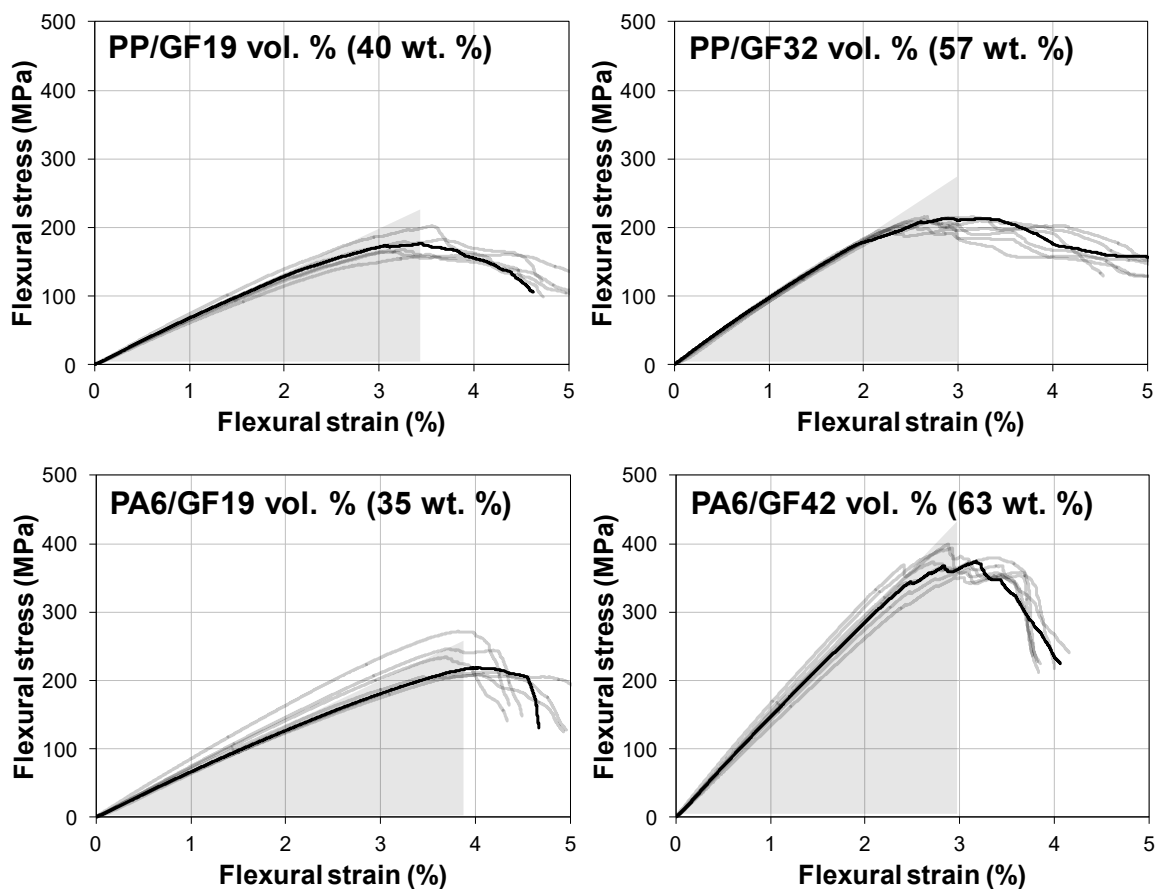 PP/GF19 vol. % (40 wt. %)
Flexural stress (MPa)
500
400
300
200
100
0
0 1 2 3 4 5
Flexural strain (%)
PP/GF32 vol. % (57 wt. %)
Flexural stress (MPa)
500
400
300
200
100
0
0 1 2 3 4 5
Flexural strain (%)
PA6/GF19 vol. % (35 wt. %)
Flexural stress (MPa)
500
400
300
200
100
0
0 1 2 3 4 5
Flexural strain (%)
PA6/GF42 vol. % (63 wt. %)
Flexural stress (MPa)
500
400
300
200
100
0
0 1 2 3 4 5
Flexural strain (%)